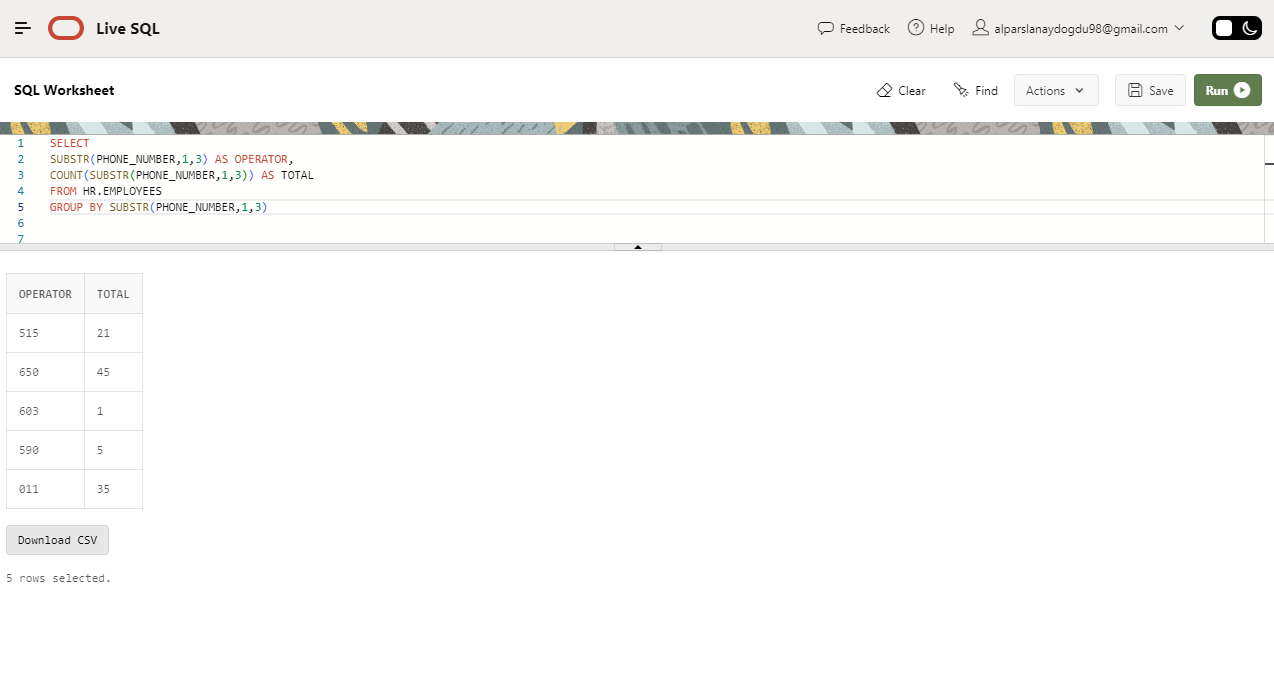 Live SQL
Feedback
Help
alparslanaydogdu98@gmail.com
SQL Worksheet
Clear
Find
Actions
Save
Run
1 SELECT
2 SUBSTR(PHONE_NUMBER,1,3) AS OPERATOR,
3 COUNT(SUBSTR(PHONE_NUMBER,1,3)) AS TOTAL
4 FROM HR.EMPLOYEES
5 GROUP BY SUBSTR(PHONE_NUMBER,1,3)
6
7
OPERATOR TOTAL
515 21
650 45
603 1
590 5
011 35
Download CSV
5 rows selected.